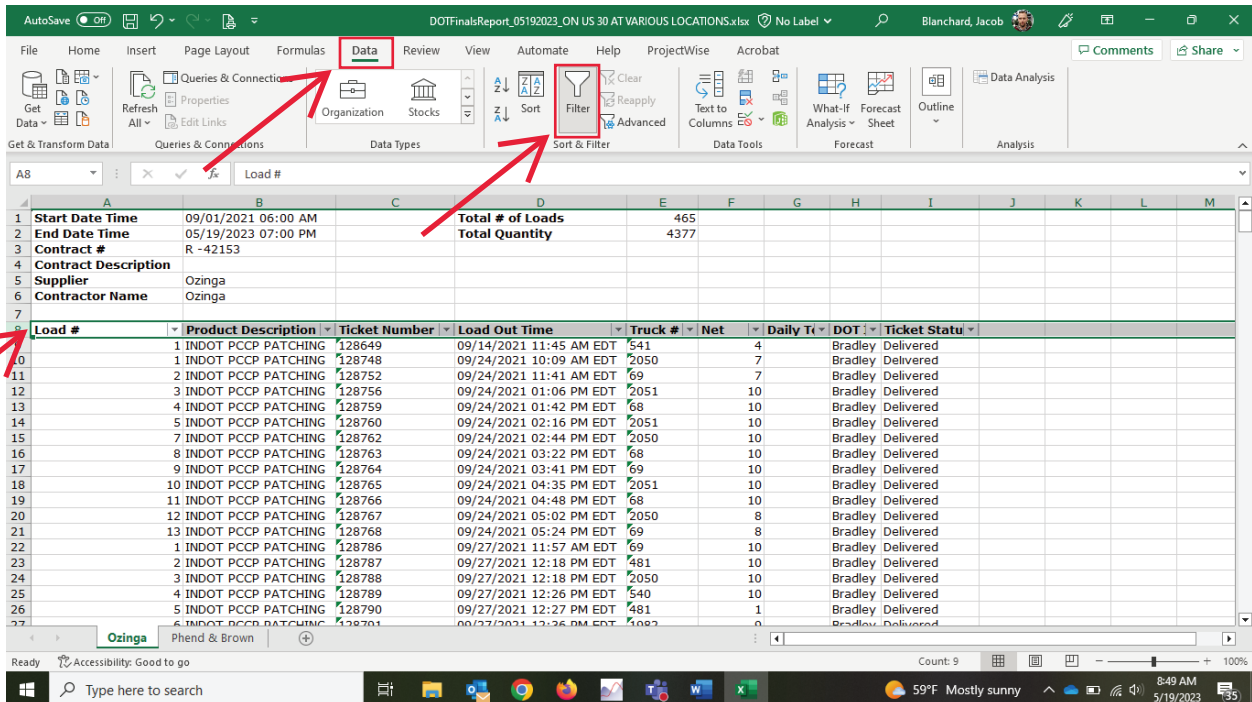 AutoSave Off DOTFinalsReport_05192023_ON US 30 AT VARIOUS LOCATIONS.xlsx No Label Blanchard, Jacob
File Home Insert Page Layout Formulas Data Review View Automate Help ProjectWise Acrobat Comments Share
Get Data
Refresh All
Queries & Connections
Properties
Edit Links
Organization
Stocks
Sort
Filter
Clear
Reapply
Advanced
Text to Columns
What-If Analysis
Forecast Sheet
Outline
Data Analysis
Get & Transform Data Queries & Connections Data Types Sort & Filter Data Tools Forecast Analysis
A8 fx Load #
A B C D E F G H I J K L M
1 Start Date Time 09/01/2021 06:00 AM Total # of Loads 465
2 End Date Time 05/19/2023 07:00 PM Total Quantity 4377
3 Contract # R -42153
4 Contract Description
5 Supplier Ozinga
6 Contractor Name Ozinga
7
8 Load # Product Description Ticket Number Load Out Time Truck # Net Daily T DOT Ticket Statu
1 INDOT PCCP PATCHING 128649 09/14/2021 11:45 AM EDT 541 4 Bradley Delivered
10 1 INDOT PCCP PATCHING 128748 09/24/2021 10:09 AM EDT 2050 7 Bradley Delivered
11 2 INDOT PCCP PATCHING 128752 09/24/2021 11:41 AM EDT 69 7 Bradley Delivered
12 3 INDOT PCCP PATCHING 128756 09/24/2021 01:06 PM EDT 2051 10 Bradley Delivered
13 4 INDOT PCCP PATCHING 128759 09/24/2021 01:42 PM EDT 68 10 Bradley Delivered
14 5 INDOT PCCP PATCHING 128760 09/24/2021 02:16 PM EDT 2051 10 Bradley Delivered
15 7 INDOT PCCP PATCHING 128762 09/24/2021 02:44 PM EDT 2050 10 Bradley Delivered
16 8 INDOT PCCP PATCHING 128763 09/24/2021 03:22 PM EDT 68 10 Bradley Delivered
17 9 INDOT PCCP PATCHING 128764 09/24/2021 03:41 PM EDT 69 10 Bradley Delivered
18 10 INDOT PCCP PATCHING 128765 09/24/2021 04:35 PM EDT 2051 10 Bradley Delivered
19 11 INDOT PCCP PATCHING 128766 09/24/2021 04:48 PM EDT 68 10 Bradley Delivered
20 12 INDOT PCCP PATCHING 128767 09/24/2021 05:02 PM EDT 2050 8 Bradley Delivered
21 13 INDOT PCCP PATCHING 128768 09/24/2021 05:24 PM EDT 69 8 Bradley Delivered
22 1 INDOT PCCP PATCHING 128786 09/27/2021 11:57 AM EDT 69 10 Bradley Delivered
23 2 INDOT PCCP PATCHING 128787 09/27/2021 12:18 PM EDT 481 10 Bradley Delivered
24 3 INDOT PCCP PATCHING 128788 09/27/2021 12:18 PM EDT 2050 10 Bradley Delivered
25 4 INDOT PCCP PATCHING 128789 09/27/2021 12:26 PM EDT 540 10 Bradley Delivered
26 5 INDOT PCCP PATCHING 128790 09/27/2021 12:27 PM EDT 481 1 Bradley Delivered
27 6 INDOT PCCP PATCHING 128791 09/27/2021 12:36 PM EDT 1082 9 Bradley Delivered
Ozinga Phend & Brown
Ready Accessibility: Good to go Count: 9 100%
Type here to search 59°F Mostly sunny 8:49 AM
5/19/2023 35